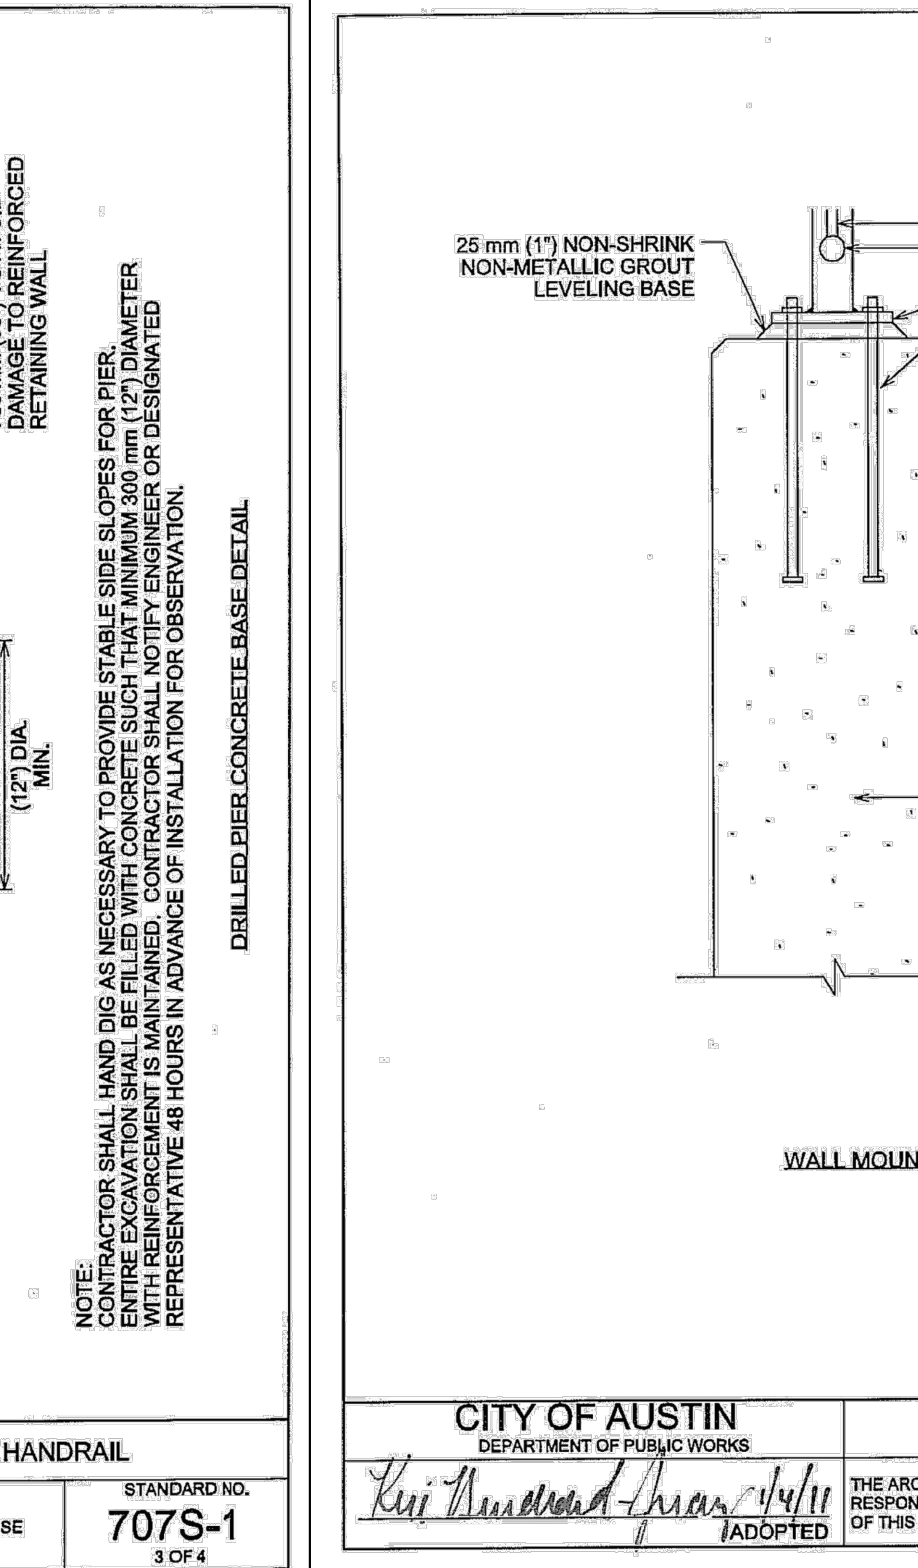 DAMAGE TO REINFORCED
RETAINING WALL
(12") DIA.
MIN.
NOTE:
CONTRACTOR SHALL HAND DIG AS NECESSARY TO PROVIDE STABLE SIDE SLOPES FOR PIER.
ENTIRE EXCAVATION SHALL BE FILLED WITH CONCRETE SUCH THAT MINIMUM 300 mm (12") DIAMETER
WITH REINFORCEMENT IS MAINTAINED. CONTRACTOR SHALL NOTIFY ENGINEER OR DESIGNATED
REPRESENTATIVE 48 HOURS IN ADVANCE OF INSTALLATION FOR OBSERVATION.
DRILLED PIER CONCRETE BASE DETAIL
HANDRAIL
SE
STANDARD NO.
707S-1
3 OF 4
25 mm (1") NON-SHRINK
NON-METALLIC GROUT
LEVELING BASE
WALL MOUN
CITY OF AUSTIN
DEPARTMENT OF PUBLIC WORKS
1/4/11
ADOPTED
THE ARC
RESPON
OF THIS